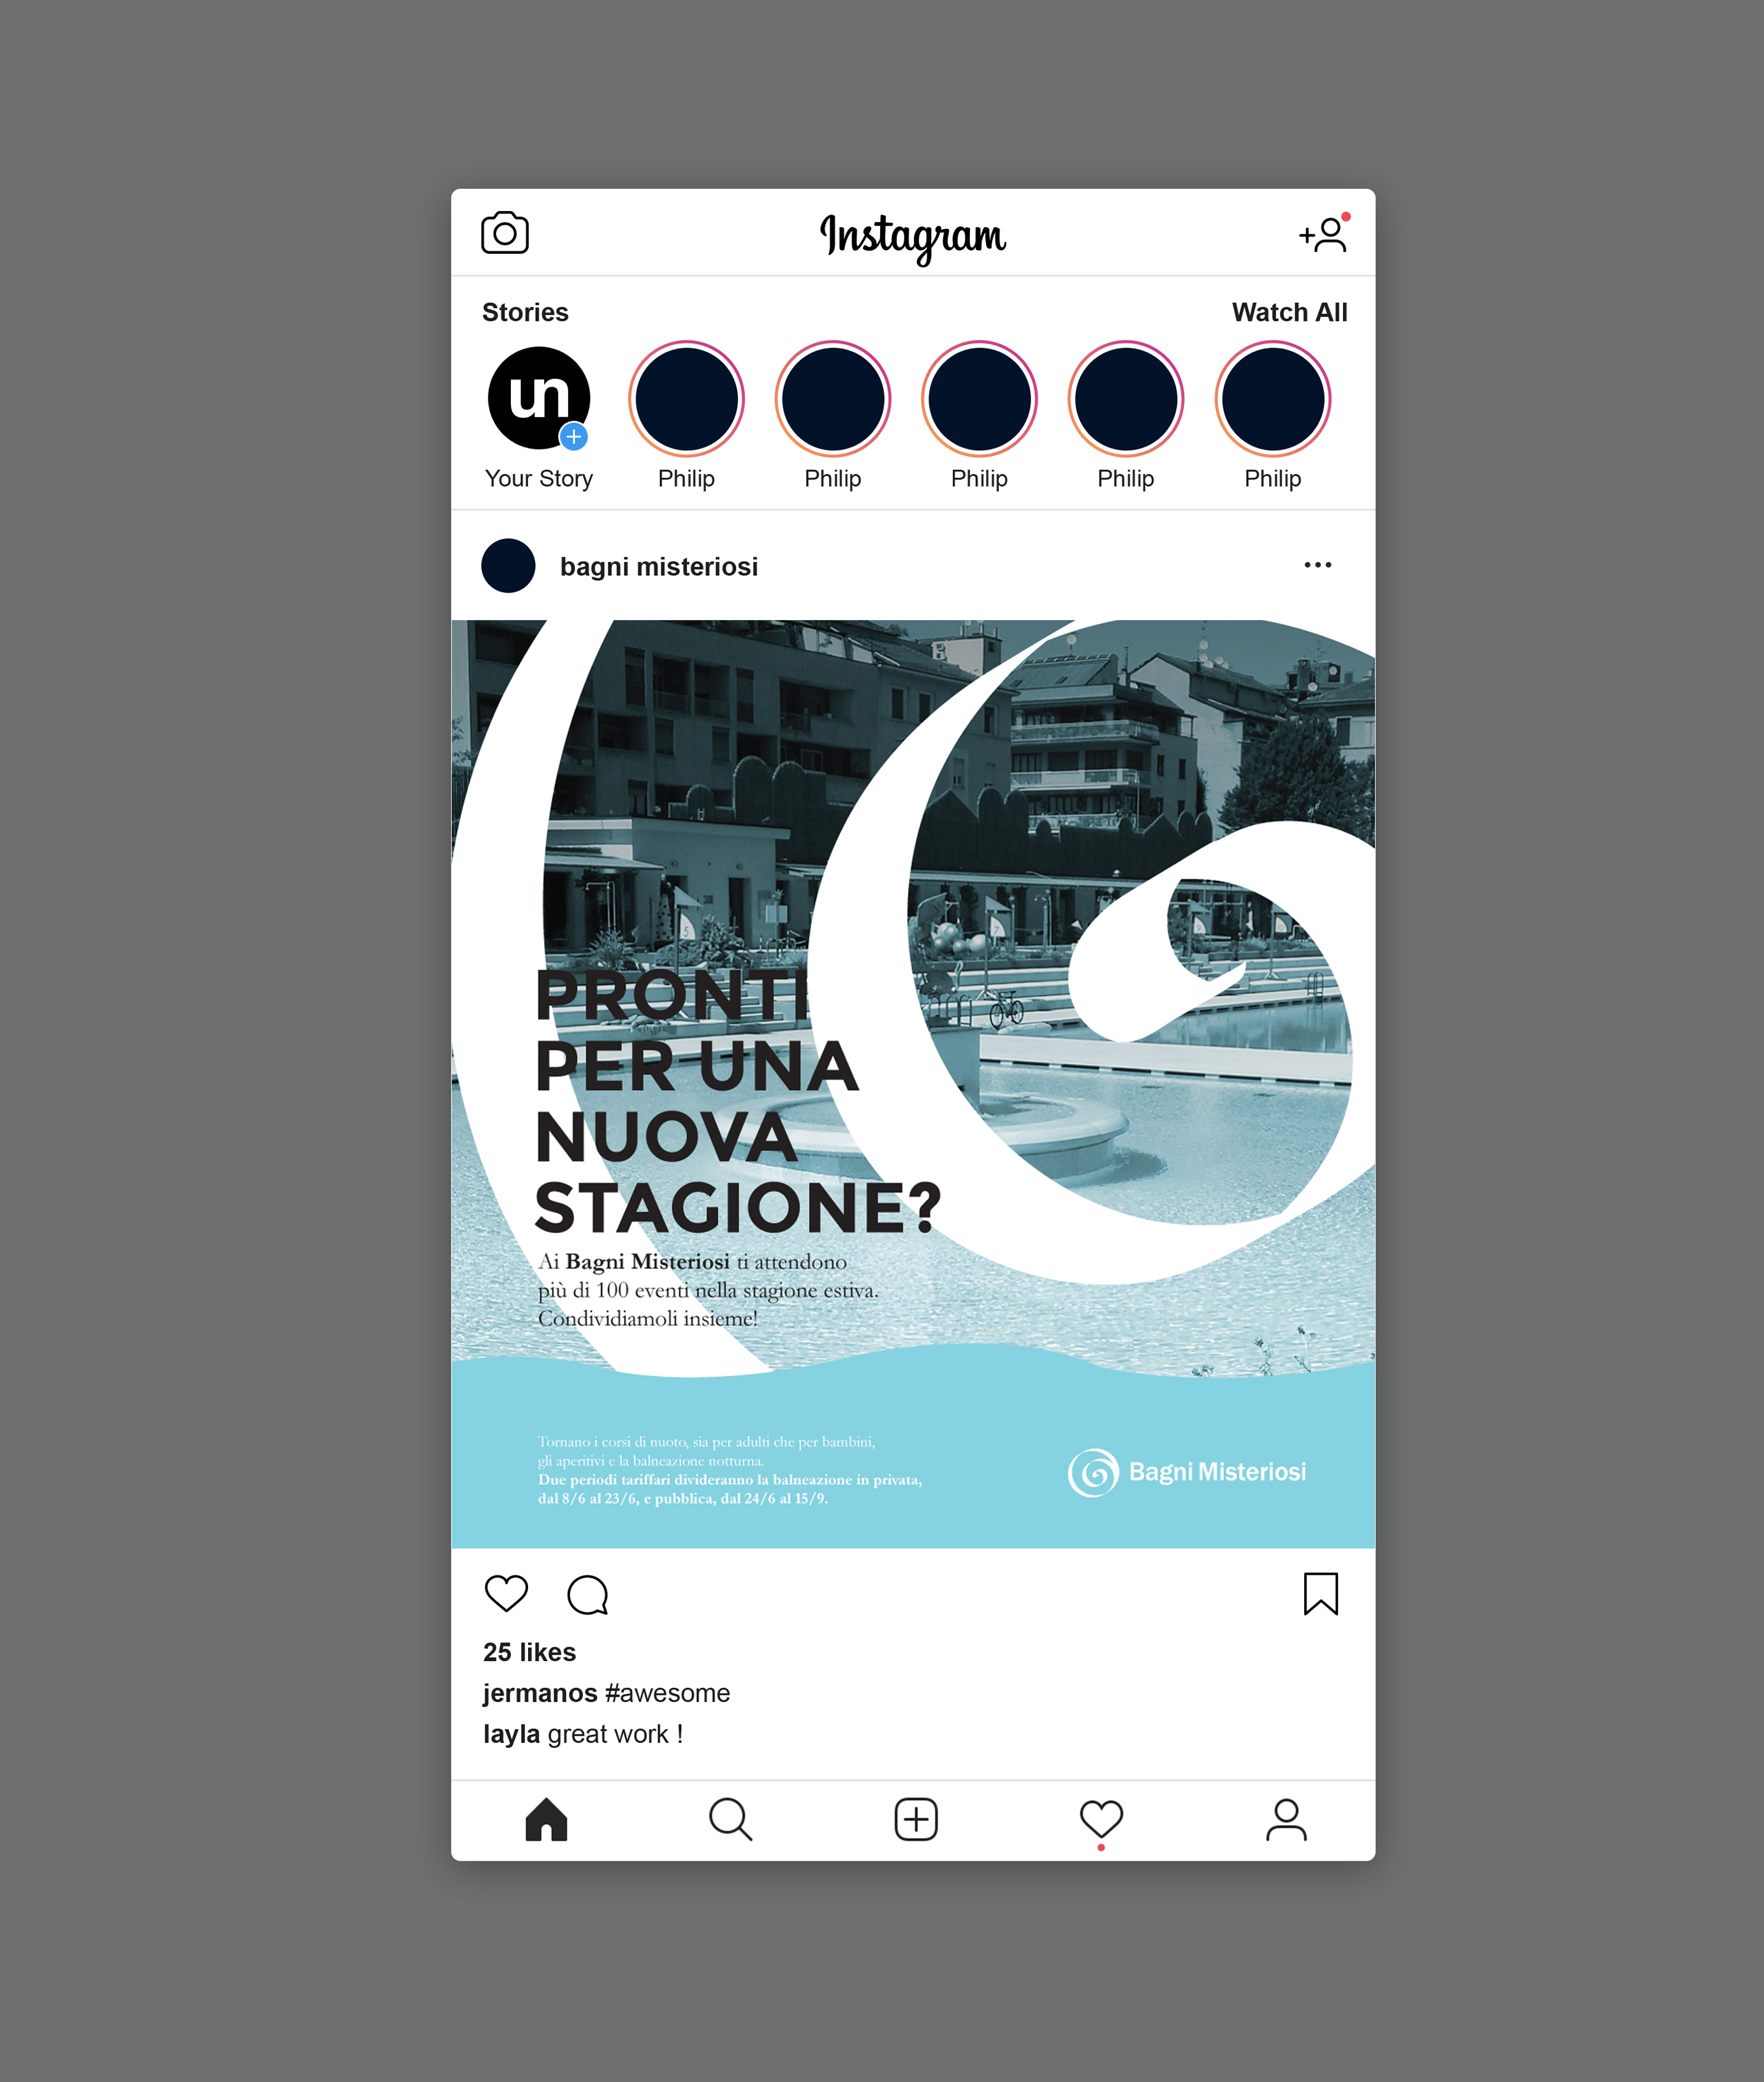 Instagram
Stories
Watch All
un
Your Story
Philip
Philip
Philip
Philip
Philip
bagni misteriosi
5
7
PRONTI
PER UNA
NUOVA
STAGIONE?
Ai Bagni Misteriosi ti attendono
più di 100 eventi nella stagione estiva.
Condividiamoli insieme!
Tornano i corsi di nuoto, sia per adulti che per bambini,
gli aperitivi e la balneazione notturna.
Due periodi tariffari divideranno la balneazione in privata,
dal 8/6 al 23/6, e pubblica, dal 24/6 al 15/9.
Bagni Misteriosi
25 likes
jermanos #awesome
layla great work !